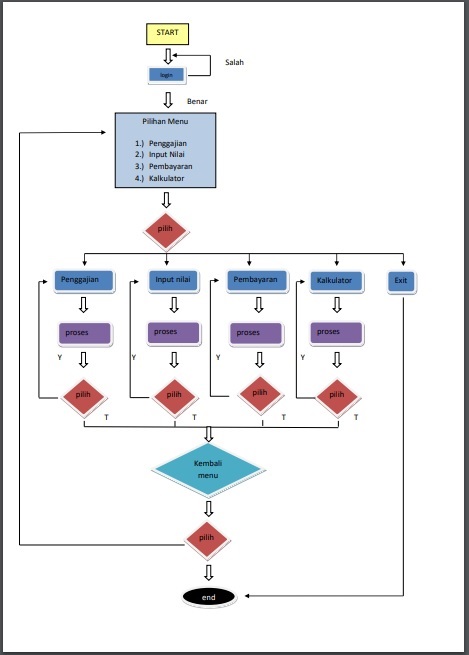 START
Salah
login
Benar
Pilihan Menu
1.) Penggajian
2.) Input Nilai
3.) Pembayaran
4.) Kalkulator
pilih
Penggajian
Input nilai
Pembayaran
Kalkulator
Exit
proses
proses
proses
proses
Y
Y
Y
Y
pilih
pilih
pilih
pilih
T
T
T
T
Kembali
menu
pilih
end